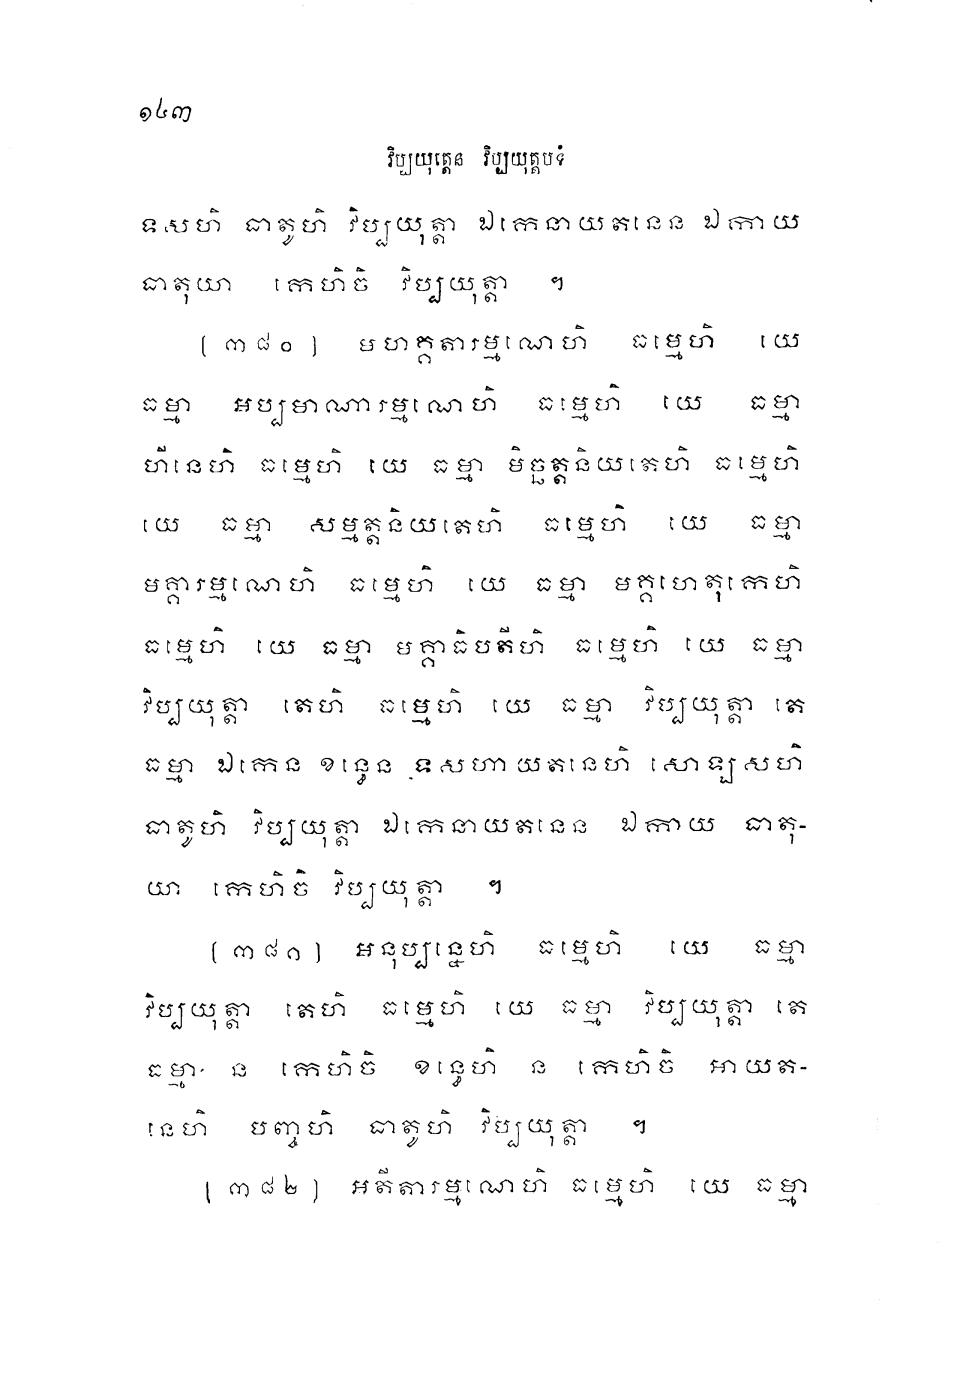 ១៤៣
វិប្បយុត្តេន វិប្បយុត្តបទំ
ទសហិ ធាតូហិ វិប្បយុត្តា ឯកេនាយតនេន ឯកាយ
ធាតុយា កេហិចិ វិប្បយុត្តា ។
[៣៨០] មហគ្គតារម្មណេហិ ធម្មេហិ យេ
ធម្មា អប្បមាណារម្មណេហិ ធម្មេហិ យេ ធម្មា
ហីនេហិ ធម្មេហិ យេ ធម្មា មិច្ឆត្តនិយតេហិ ធម្មេហិ
យេ ធម្មា សម្មត្តនិយតេហិ ធម្មេហិ យេ ធម្មា
មគ្គារម្មណេហិ ធម្មេហិ យេ ធម្មា មគ្គហេតុកេហិ
ធម្មេហិ យេ ធម្មា មគ្គាធិបតីហិ ធម្មេហិ យេ ធម្មា
វិប្បយុត្តា តេហិ ធម្មេហិ យេ ធម្មា វិប្បយុត្តា តេ
ធម្មា ឯកេន ខន្ធេន ទសហាយតនេហិ សោឡសហិ
ធាតូហិ វិប្បយុត្តា ឯកេនាយតនេន ឯកាយ ធាតុ-
យា កេហិចិ វិប្បយុត្តា ។
[៣៨១] អនុប្បន្នេហិ ធម្មេហិ យេ ធម្មា
វិប្បយុត្តា តេហិ ធម្មេហិ យេ ធម្មា វិប្បយុត្តា តេ
ធម្មា ន កេហិចិ ខន្ធេហិ ន កេហិចិ អាយត-
នេហិ បញ្ចហិ ធាតូហិ វិប្បយុត្តា ។
[៣៨២] អតីតារម្មណេហិ ធម្មេហិ យេ ធម្មា